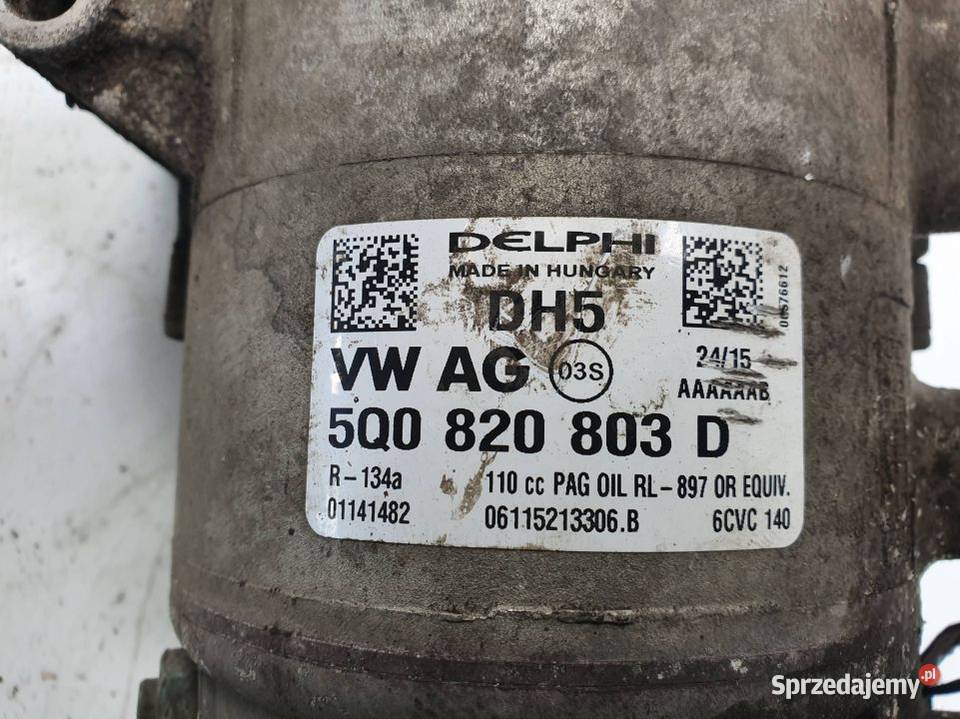 DELPHI
MADE IN HUNGARY
DH5
VW AG 03S
24/15
AAAAAAB
5Q0 820 803 D
R-134a 110 cc PAG OIL RL-897 OR EQUIV.
01141482 06115213306.B 6CVC 140
Sprzedajemy.pl